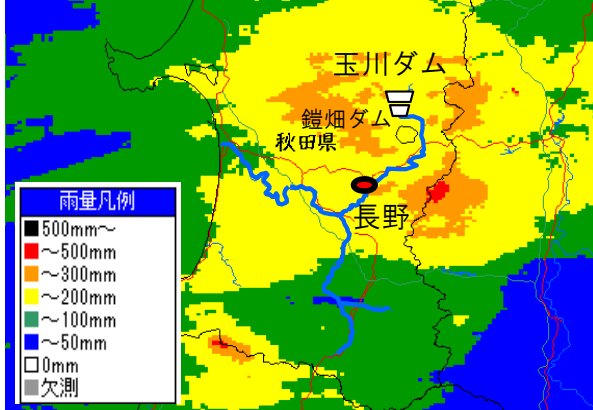 玉川ダム
鎧畑ダム
秋田県
長野
雨量凡例
500mm～
～500mm
～300mm
～200mm
～100mm
～50mm
0mm
欠測